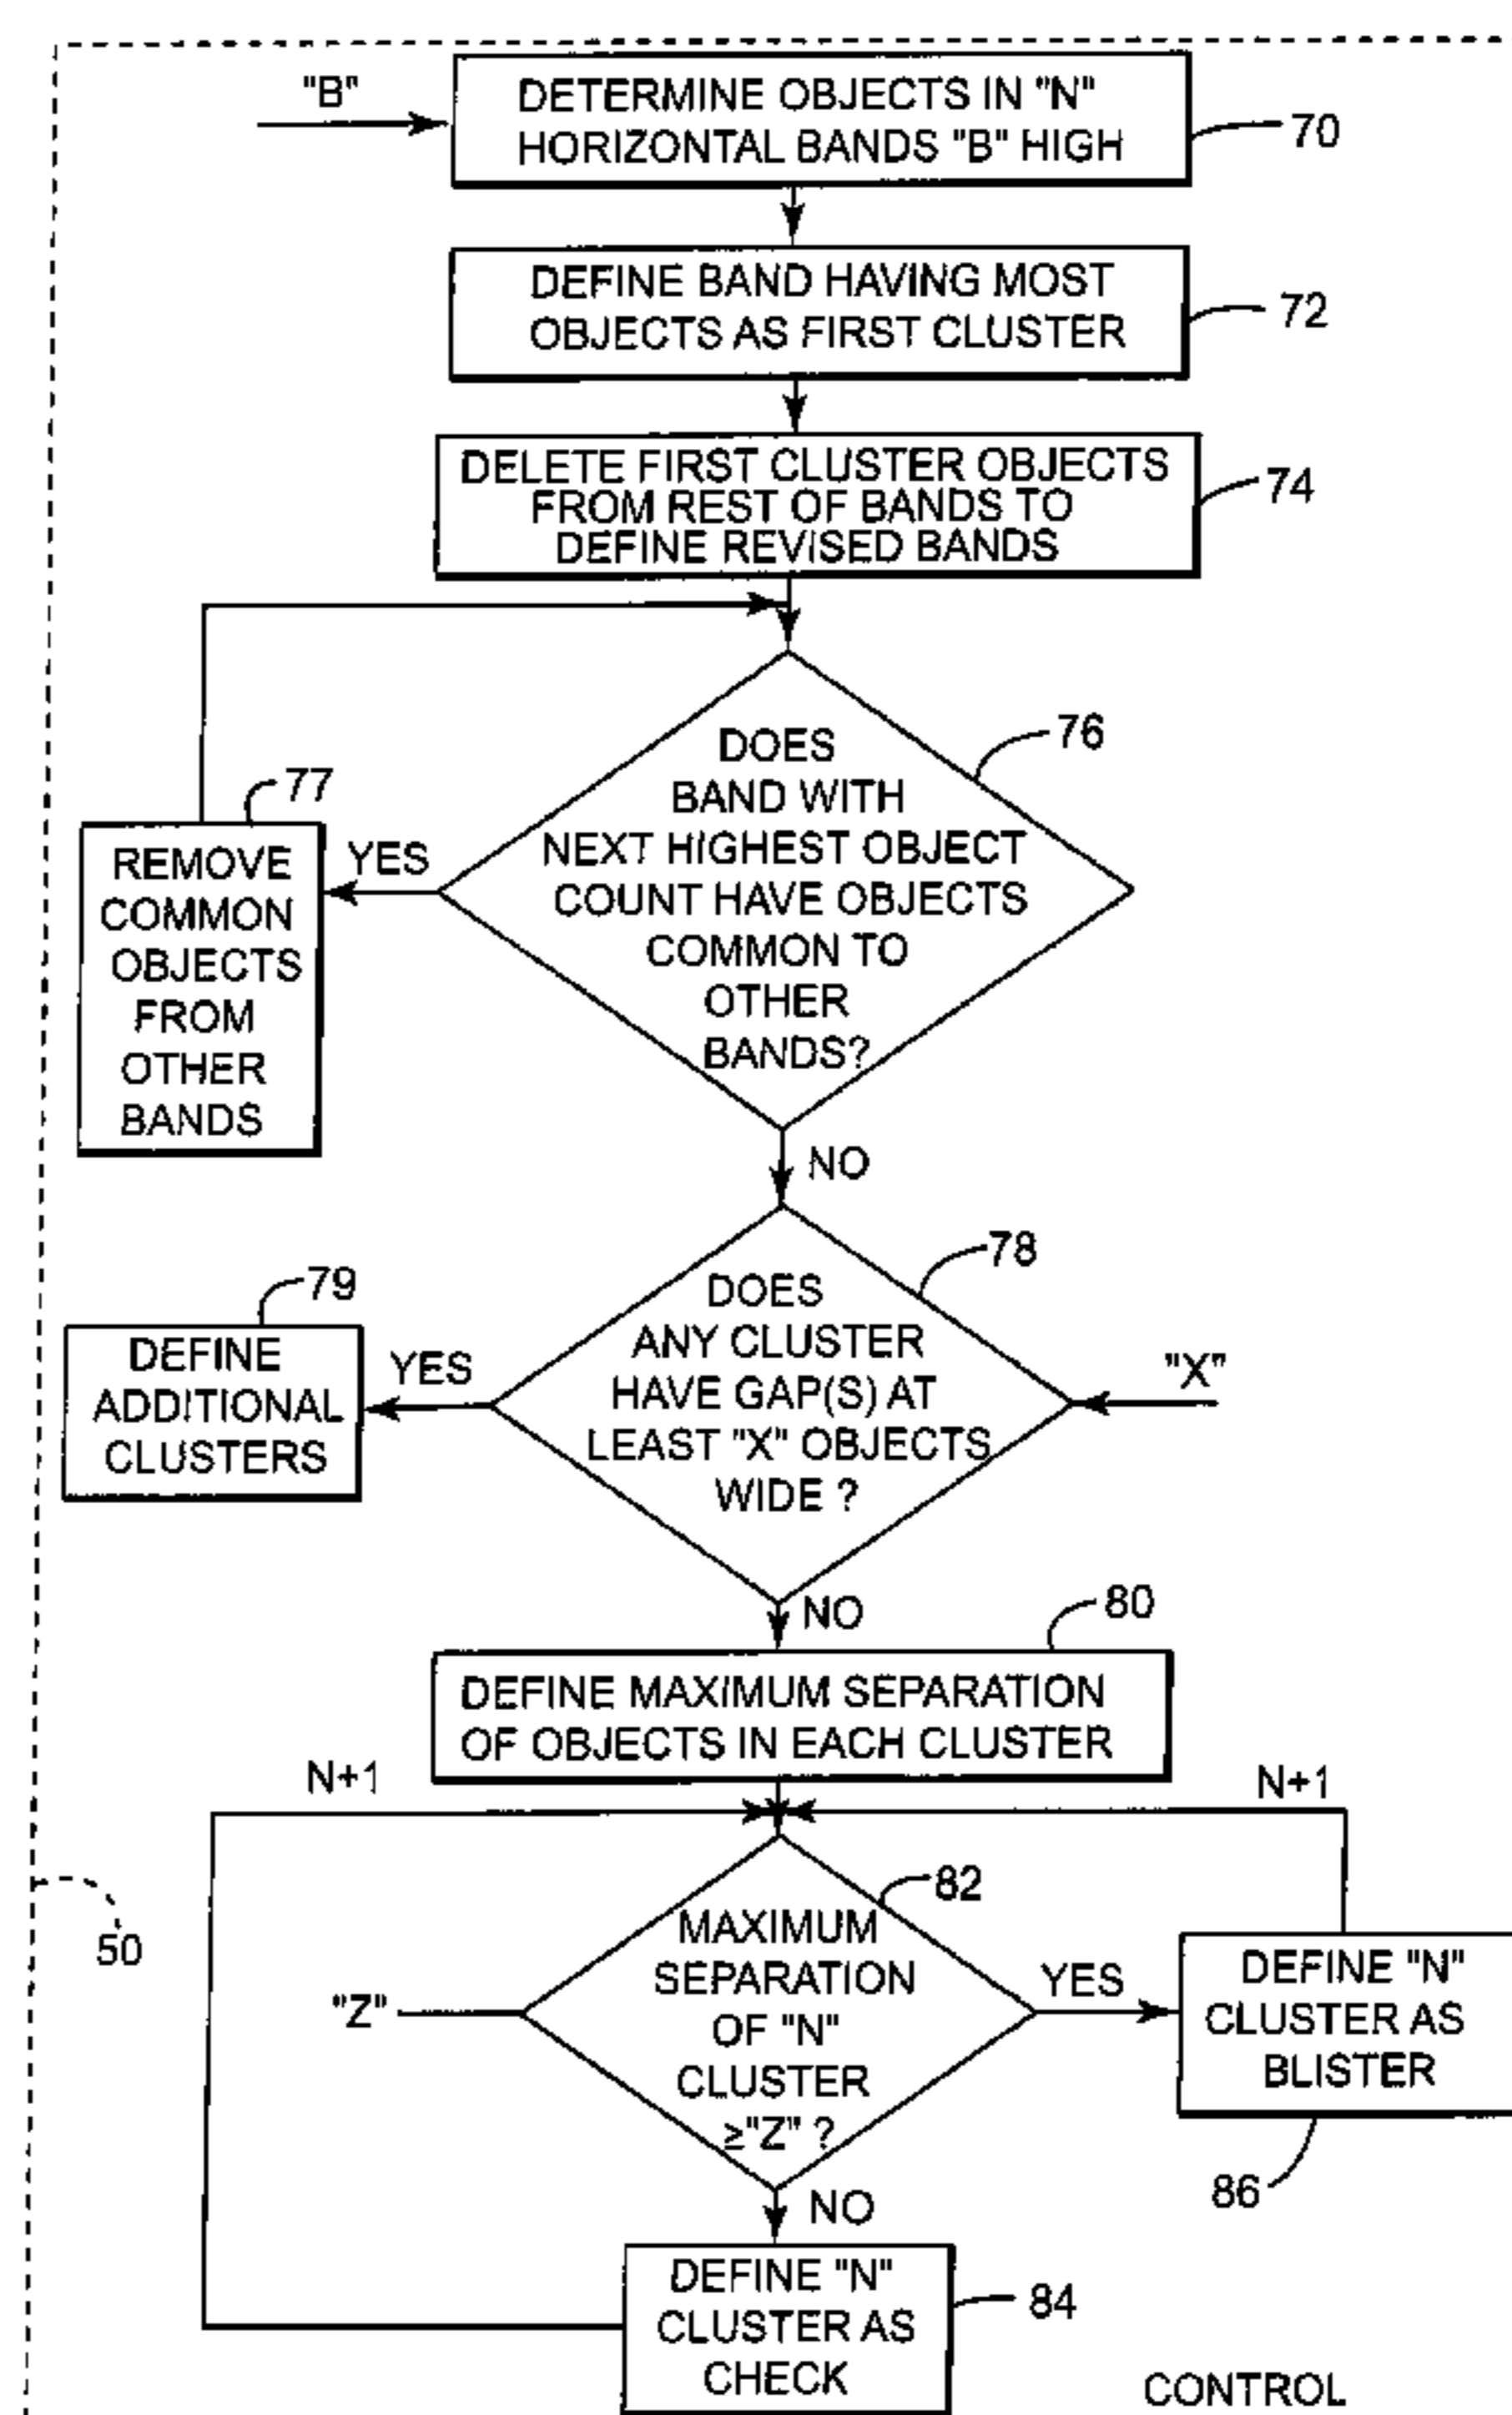 "B"
DETERMINE OBJECTS IN "N"
HORIZONTAL BANDS "B" HIGH
70
DEFINE BAND HAVING MOST
OBJECTS AS FIRST CLUSTER
72
DELETE FIRST CLUSTER OBJECTS
FROM REST OF BANDS TO
DEFINE REVISED BANDS
74
DOES
BAND WITH
NEXT HIGHEST OBJECT
COUNT HAVE OBJECTS
COMMON TO
OTHER
BANDS?
76
YES
77
REMOVE
COMMON
OBJECTS
FROM
OTHER
BANDS
NO
DOES
ANY CLUSTER
HAVE GAP(S) AT
LEAST "X" OBJECTS
WIDE ?
78
"X"
YES
79
DEFINE
ADDITIONAL
CLUSTERS
NO
80
DEFINE MAXIMUM SEPARATION
OF OBJECTS IN EACH CLUSTER
N+1
N+1
82
MAXIMUM
SEPARATION
OF "N"
CLUSTER
≥"Z" ?
"Z"
YES
DEFINE "N"
CLUSTER AS
BLISTER
86
50
NO
DEFINE "N"
CLUSTER AS
CHECK
84
CONTROL